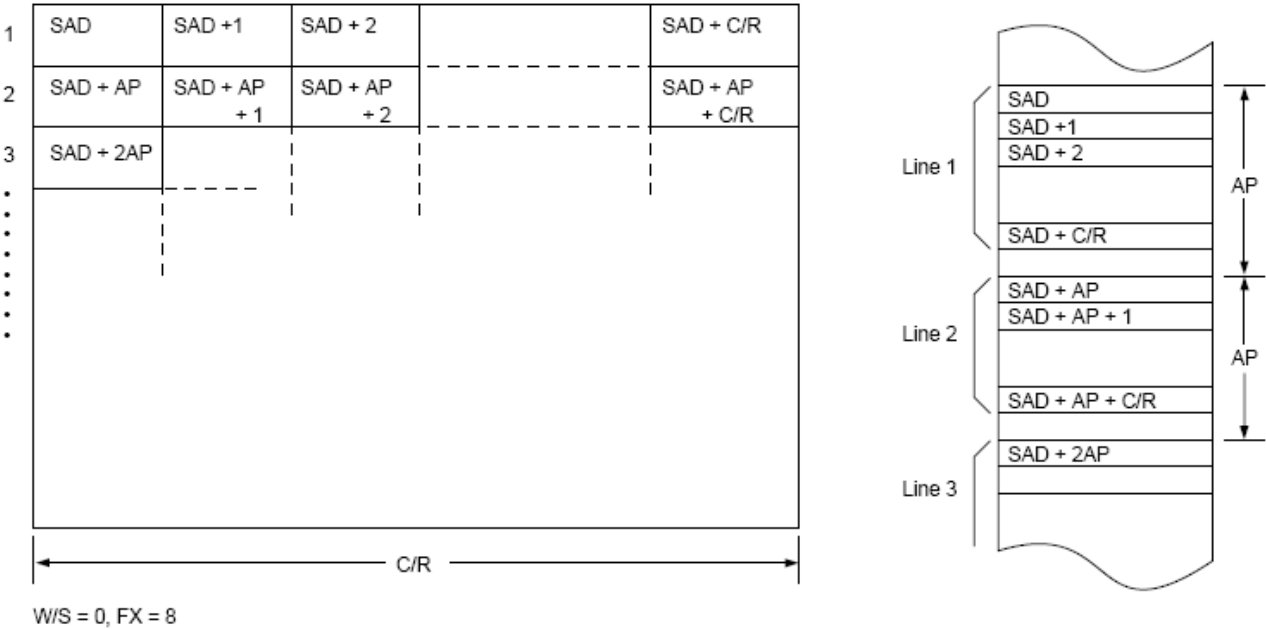 1
SAD
SAD +1
SAD + 2
SAD + C/R
2
SAD + AP
SAD + AP
+ 1
SAD + AP
+ 2
SAD + AP
+ C/R
3
SAD + 2AP
C/R
W/S = 0, FX = 8
Line 1
SAD
SAD +1
SAD + 2
SAD + C/R
AP
Line 2
SAD + AP
SAD + AP + 1
SAD + AP + C/R
AP
Line 3
SAD + 2AP